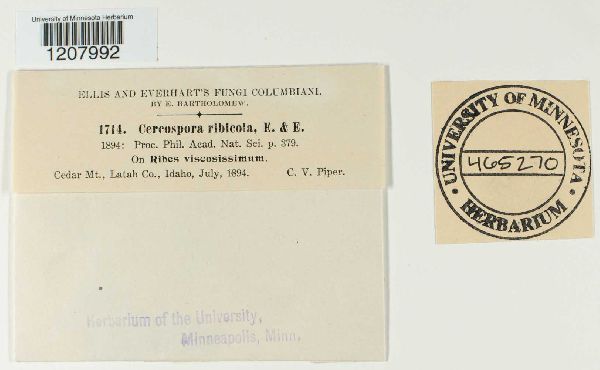 University of Minnesota Herbarium
1207992
ELLIS AND EVERHART'S FUNGI COLUMBIANI.
BY E. BARTHOLOMEW.
1714. Cercospora ribicola, E. & E.
1894: Proc. Phil. Acad. Nat. Sci. p. 379.
On Ribes viscosissimum.
Cedar Mt., Latah Co., Idaho, July, 1894. C. V. Piper.
Herbarium of the University,
Minneapolis, Minn.
UNIVERSITY OF MINNESOTA
465270
HERBARIUM